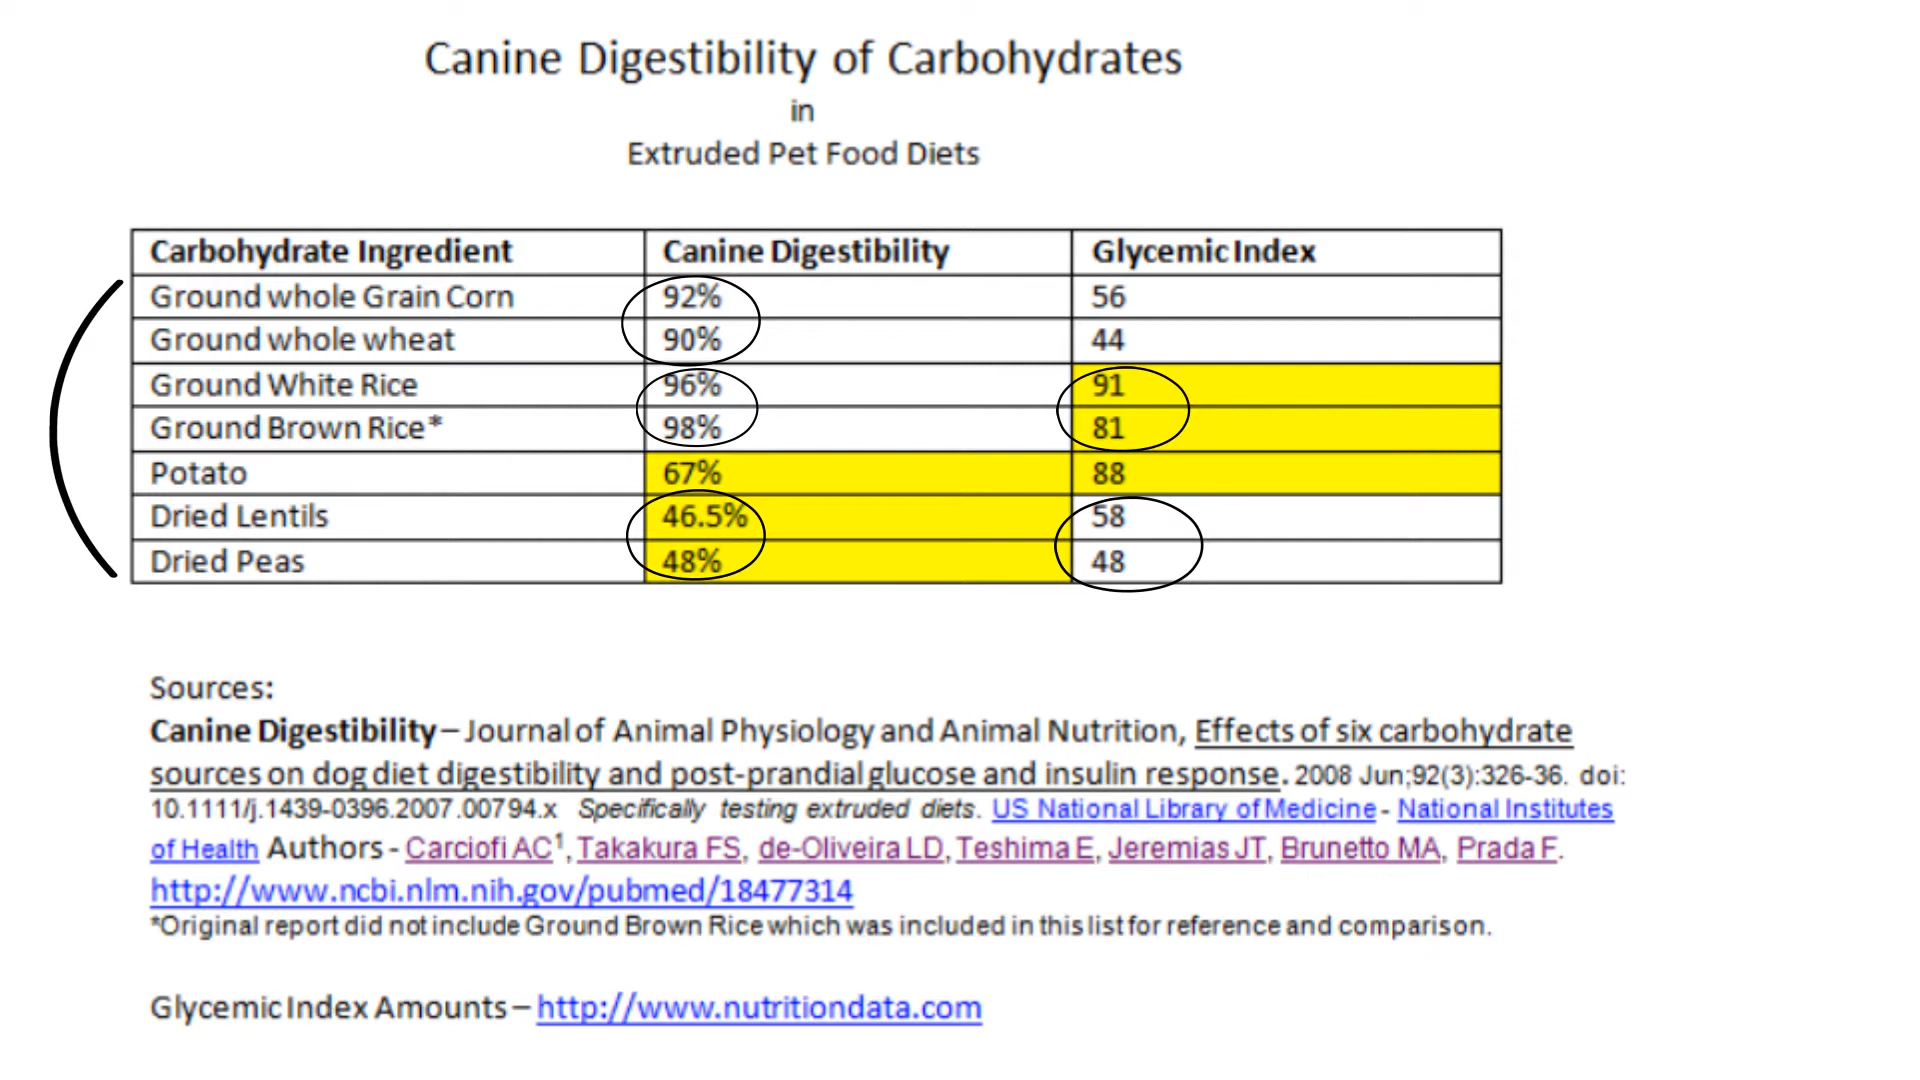 Canine Digestibility of Carbohydrates
in
Extruded Pet Food Diets
Carbohydrate Ingredient Canine Digestibility Glycemic Index
Ground whole Grain Corn 92% 56
Ground whole wheat 90% 44
Ground White Rice 96% 91
Ground Brown Rice* 98% 81
Potato 67% 88
Dried Lentils 46.5% 58
Dried Peas 48% 48
Sources:
Canine Digestibility – Journal of Animal Physiology and Animal Nutrition, Effects of six carbohydrate
sources on dog diet digestibility and post-prandial glucose and insulin response. 2008 Jun;92(3):326-36. doi:
10.1111/j.1439-0396.2007.00794.x Specifically testing extruded diets. US National Library of Medicine - National Institutes
of Health Authors - Carciofi AC1, Takakura FS, de-Oliveira LD, Teshima E, Jeremias JT, Brunetto MA, Prada F.
http://www.ncbi.nlm.nih.gov/pubmed/18477314
*Original report did not include Ground Brown Rice which was included in this list for reference and comparison.
Glycemic Index Amounts – http://www.nutritiondata.com